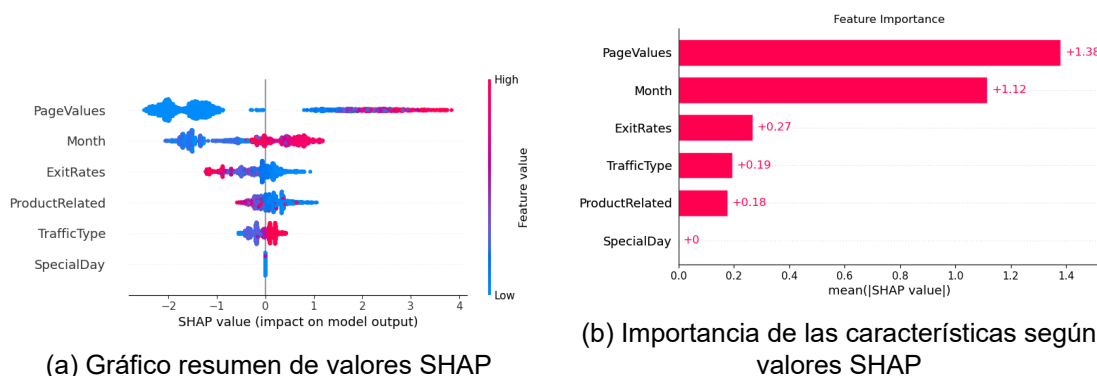 High
PageValues
Month
ExitRates
ProductRelated
TrafficType
SpecialDay
Feature value
Low
−2 −1 0 1 2 3 4
SHAP value (impact on model output)
(a) Gráfico resumen de valores SHAP
Feature Importance
PageValues +1.38
Month +1.12
ExitRates +0.27
TrafficType +0.19
ProductRelated +0.18
SpecialDay +0
0.0 0.2 0.4 0.6 0.8 1.0 1.2 1.4
mean(|SHAP value|)
(b) Importancia de las características según
valores SHAP